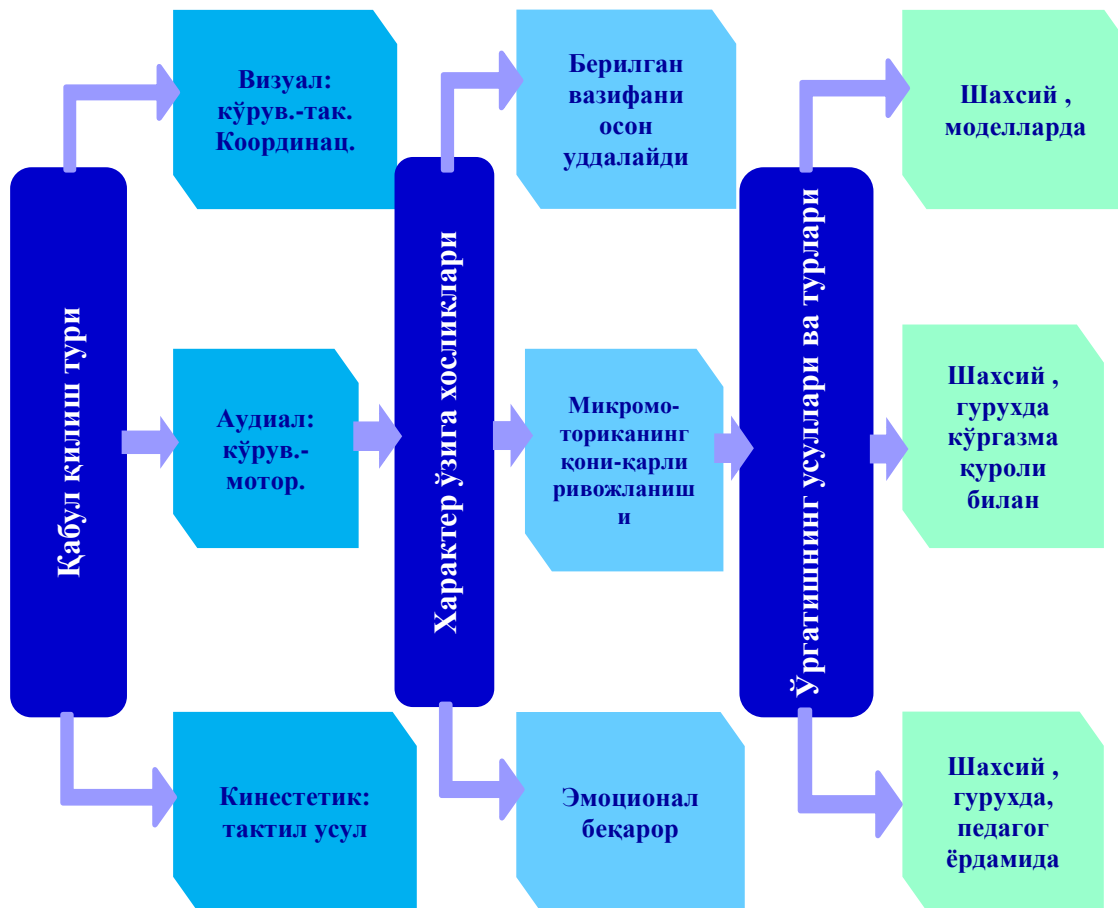 Қабул қилиш тури
Визуал:
кўрув.-так.
Координац.
Аудиал:
кўрув.-
мотор.
Кинестетик:
тактил усул
Характер ўзига хосликлари
Берилган
вазифани
осон
уддалайди
Микромо-
ториканинг
қони-қарли
ривожланиш
и
Эмоционал
беқарор
Ўргатишнинг усуллари ва турлари
Шахсий ,
моделларда
Шахсий ,
гурухда
кўргазма
қуроли
билан
Шахсий ,
гурухда,
педагог
ёрдамида